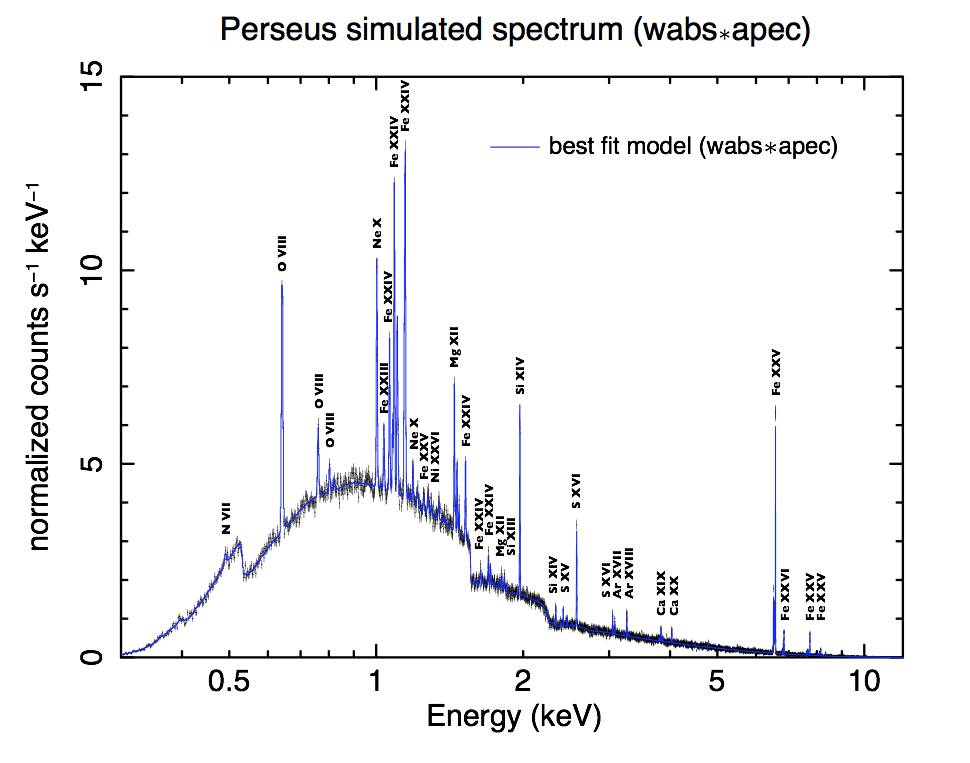 Perseus simulated spectrum (wabs∗apec)
best fit model (wabs∗apec)
normalized counts s⁻¹ keV⁻¹
15
10
5
0
N VII
O VIII
O VIII
O VIII
Ne X
Fe XXIII
Fe XXIV
Fe XXIV
Fe XXIV
Ne X
Fe XXV
Ni XXVI
Mg XII
Fe XXIV
Fe XXIV
Fe XXIV
Mg XII
Si XIII
Si XIV
Si XIV
S XV
S XVI
S XVI
Ar XVII
Ar XVIII
Ca XIX
Ca XX
Fe XXV
Fe XXVI
Fe XXV
Fe XXV
0.5
1
2
5
10
Energy (keV)